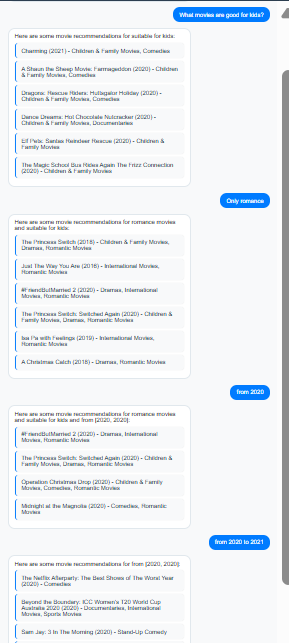 What movies are good for kids?
Here are some movie recommendations for suitable for kids:
Charming (2021) - Children & Family Movies, Comedies
A Shaun the Sheep Movie: Farmageddon (2020) - Children
& Family Movies, Comedies
Dragons: Rescue Riders: Huttsgalor Holiday (2020) -
Children & Family Movies, Comedies
Dance Dreams: Hot Chocolate Nutcracker (2020) -
Children & Family Movies, Documentaries
Elf Pets: Santas Reindeer Rescue (2020) - Children &
Family Movies
The Magic School Bus Rides Again The Frizz Connection
(2020) - Children & Family Movies
Only romance
Here are some movie recommendations for romance movies
and suitable for kids:
The Princess Switch (2018) - Children & Family Movies,
Dramas, Romantic Movies
Just The Way You Are (2016) - International Movies,
Romantic Movies
#FriendButMarried 2 (2020) - Dramas, International
Movies, Romantic Movies
The Princess Switch: Switched Again (2020) - Children &
Family Movies, Dramas, Romantic Movies
Isa Pa with Feelings (2019) - International Movies,
Romantic Movies
A Christmas Catch (2018) - Dramas, Romantic Movies
from 2020
Here are some movie recommendations for romance movies
and suitable for kids and from [2020, 2020]:
#FriendButMarried 2 (2020) - Dramas, International
Movies, Romantic Movies
The Princess Switch: Switched Again (2020) - Children &
Family Movies, Dramas, Romantic Movies
Operation Christmas Drop (2020) - Children & Family
Movies, Comedies, Romantic Movies
Midnight at the Magnolia (2020) - Comedies, Romantic
Movies
from 2020 to 2021
Here are some movie recommendations for from [2020, 2020]:
The Netflix Afterparty: The Best Shows of The Worst Year
(2020) - Comedies
Beyond the Boundary: ICC Women's T20 World Cup
Australia 2020 (2020) - Documentaries, International
Movies, Sports Movies
Sam Jay: 3 In The Morning (2020) - Stand-Up Comedy